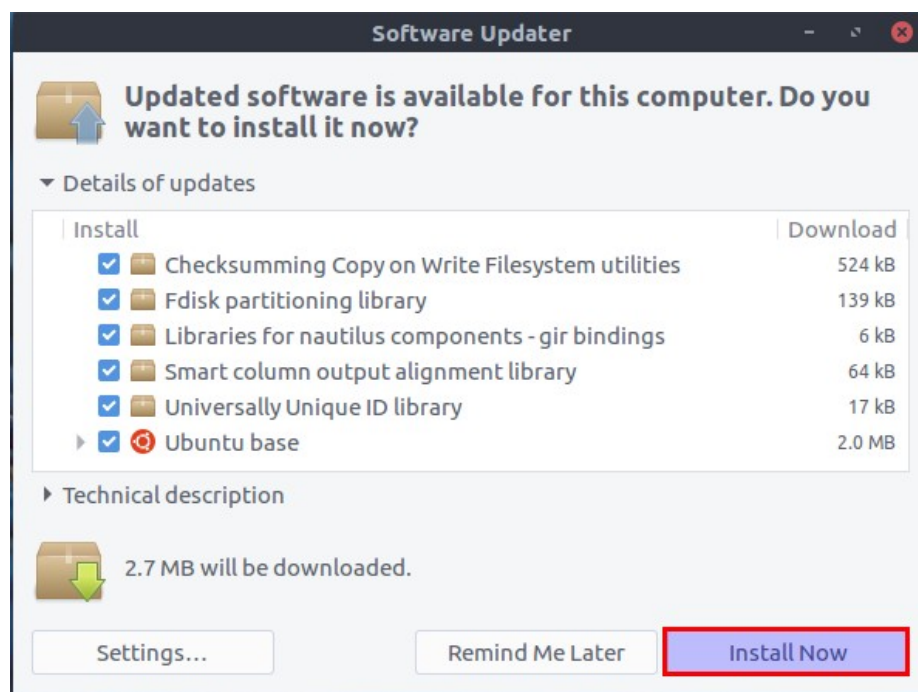 Software Updater
Updated software is available for this computer. Do you
want to install it now?
Details of updates
Install Download
Checksumming Copy on Write Filesystem utilities 524 kB
Fdisk partitioning library 139 kB
Libraries for nautilus components - gir bindings 6 kB
Smart column output alignment library 64 kB
Universally Unique ID library 17 kB
Ubuntu base 2.0 MB
Technical description
2.7 MB will be downloaded.
Settings... Remind Me Later Install Now